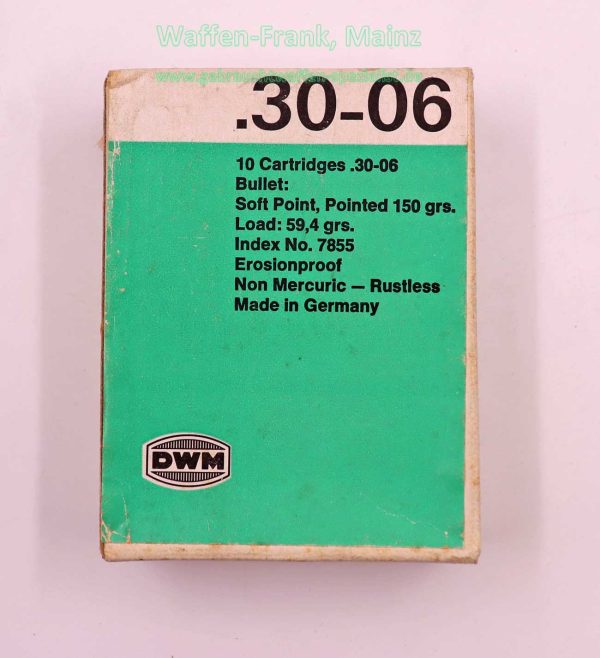 Waffen-Frank, Mainz
.30-06
10 Cartridges .30-06
Bullet:
Soft Point, Pointed 150 grs.
Load: 59,4 grs.
Index No. 7855
Erosionproof
Non Mercuric — Rustless
Made in Germany
DWM